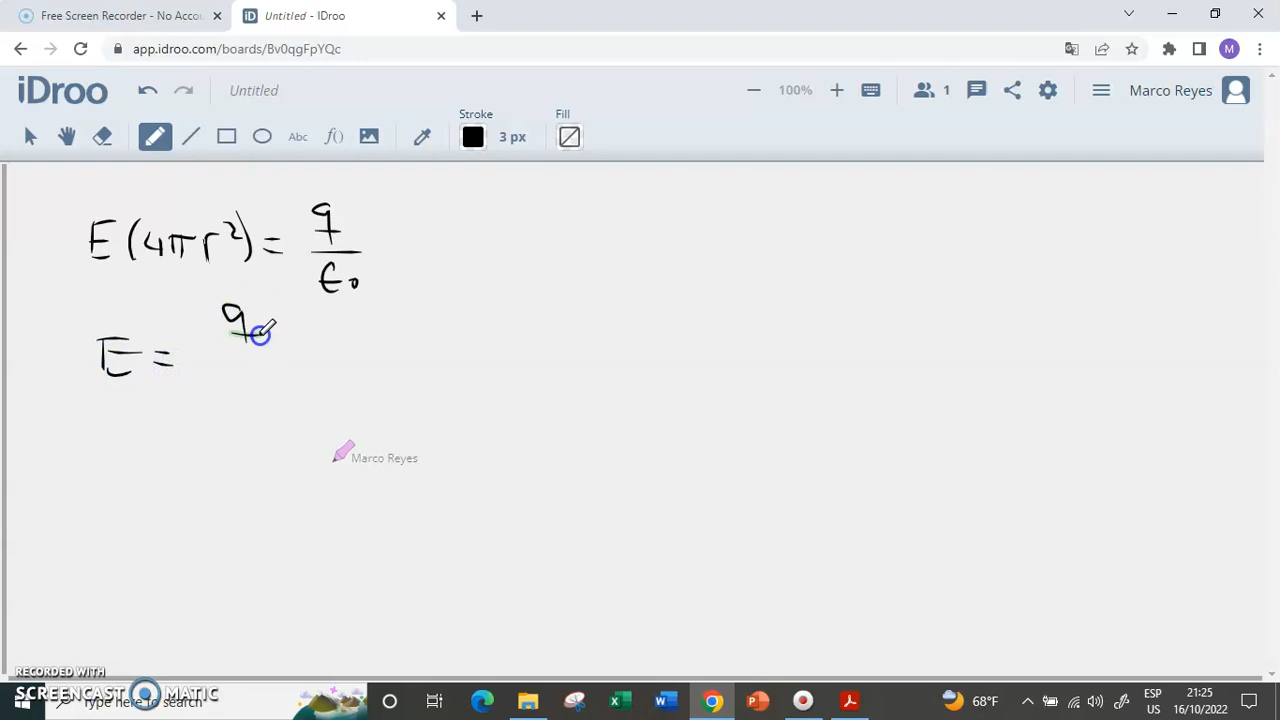 Free Screen Recorder - No Accou
Untitled - IDroo
app.idroo.com/boards/Bv0qgFpYQc
M
iDroo
Untitled
100%
1
Marco Reyes
Stroke
Fill
Abc
f()
3 px
E(4πr²) = q/ε₀
E = q
Marco Reyes
RECORDED WITH
SCREENCAST MATIC
Type here to search
68°F
ESP
US
21:25
16/10/2022